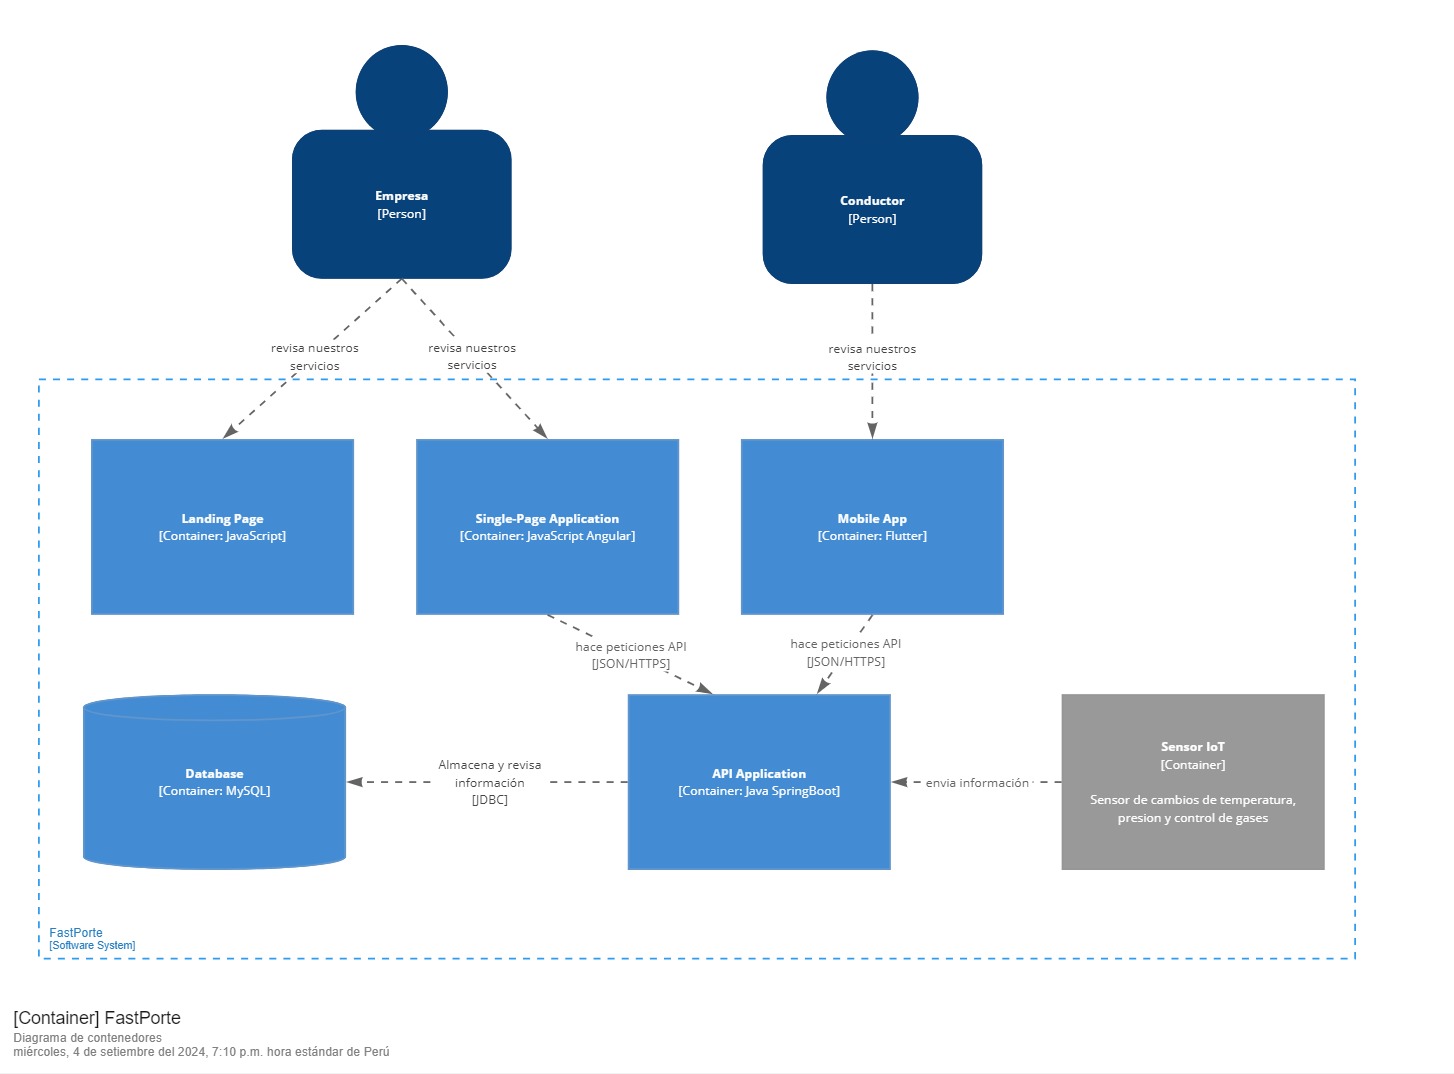 Empresa
[Person]
Conductor
[Person]
revisa nuestros
servicios
revisa nuestros
servicios
revisa nuestros
servicios
Landing Page
[Container: JavaScript]
Single-Page Application
[Container: JavaScript Angular]
Mobile App
[Container: Flutter]
hace peticiones API
[JSON/HTTPS]
hace peticiones API
[JSON/HTTPS]
Database
[Container: MySQL]
Almacena y revisa
información
[JDBC]
API Application
[Container: Java SpringBoot]
envia información
Sensor IoT
[Container]
Sensor de cambios de temperatura,
presion y control de gases
FastPorte
[Software System]
[Container] FastPorte
Diagrama de contenedores
miércoles, 4 de setiembre del 2024, 7:10 p.m. hora estándar de Perú